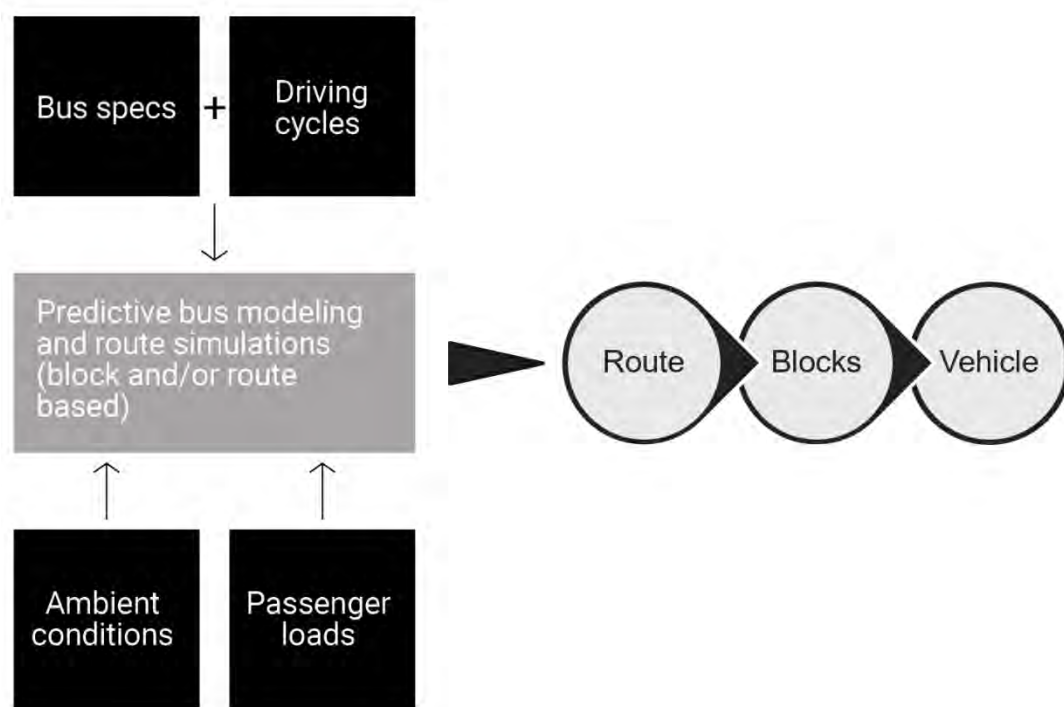 Bus specs
+
Driving
cycles
Predictive bus modeling
and route simulations
(block and/or route
based)
Route
Blocks
Vehicle
Ambient
conditions
Passenger
loads